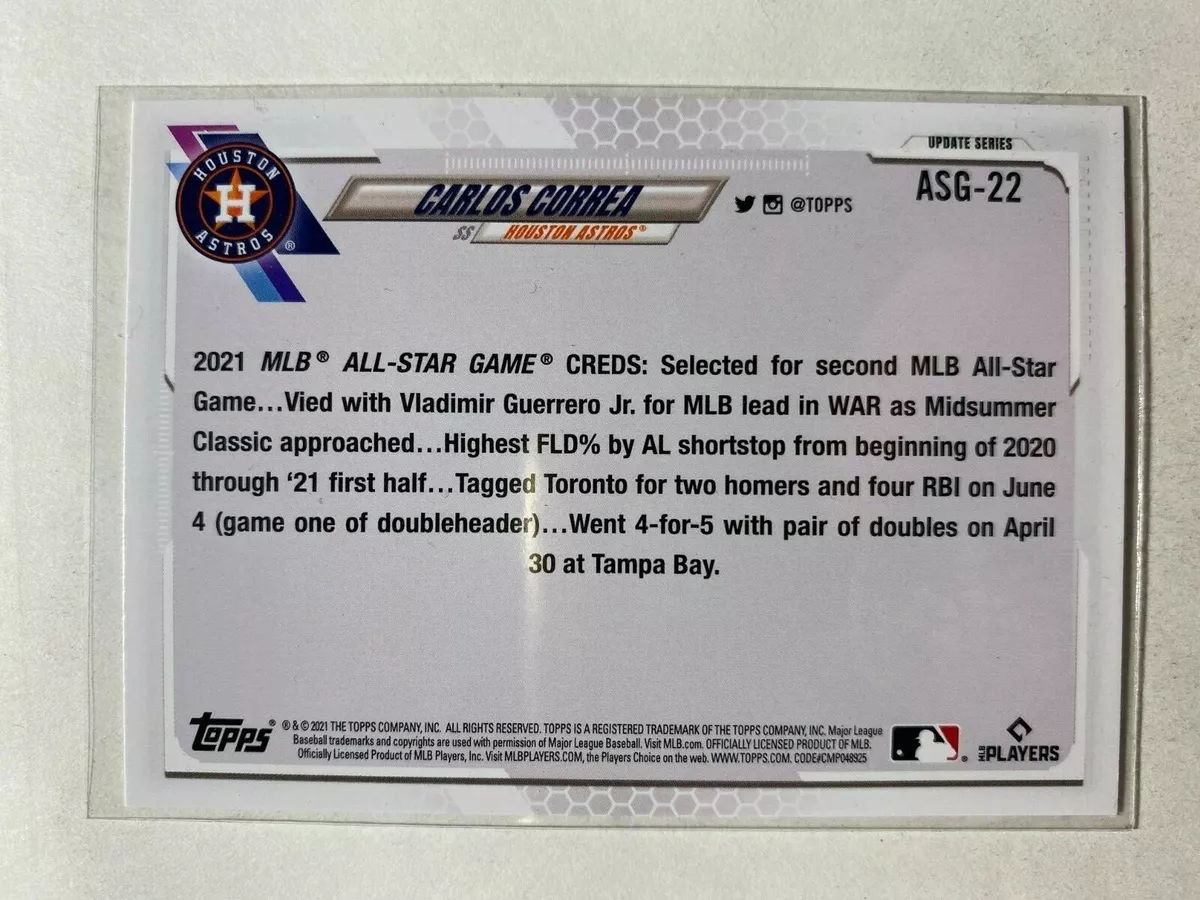 UPDATE SERIES
HOUSTON
H
ASTROS®
CARLOS CORREA
@TOPPS
ASG-22
SS HOUSTON ASTROS®
2021 MLB® ALL-STAR GAME® CREDS: Selected for second MLB All-Star
Game...Vied with Vladimir Guerrero Jr. for MLB lead in WAR as Midsummer
Classic approached...Highest FLD% by AL shortstop from beginning of 2020
through ‘21 first half...Tagged Toronto for two homers and four RBI on June
4 (game one of doubleheader)...Went 4-for-5 with pair of doubles on April
30 at Tampa Bay.
topps®
® & © 2021 THE TOPPS COMPANY, INC. ALL RIGHTS RESERVED. TOPPS IS A REGISTERED TRADEMARK OF THE TOPPS COMPANY, INC. Major League
Baseball trademarks and copyrights are used with permission of Major League Baseball. Visit MLB.com. OFFICIALLY LICENSED PRODUCT OF MLB.
Officially Licensed Product of MLB Players, Inc. Visit MLBPLAYERS.COM, the Players Choice on the web. WWW.TOPPS.COM. CODE#CMP048925
®
MLB PLAYERS